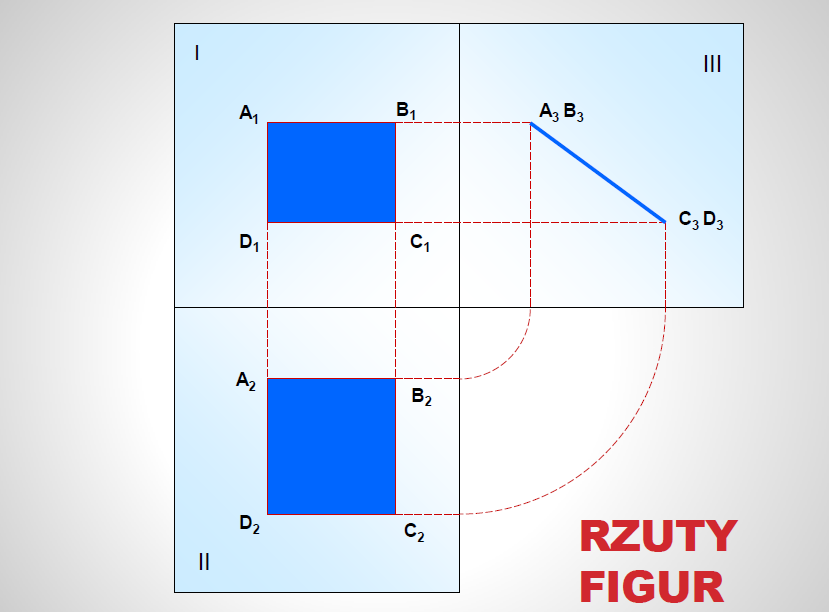 I
III
A1 B1 A3 B3
D1 C1 C3 D3
A2 B2
D2 C2
II
RZUTY
FIGUR